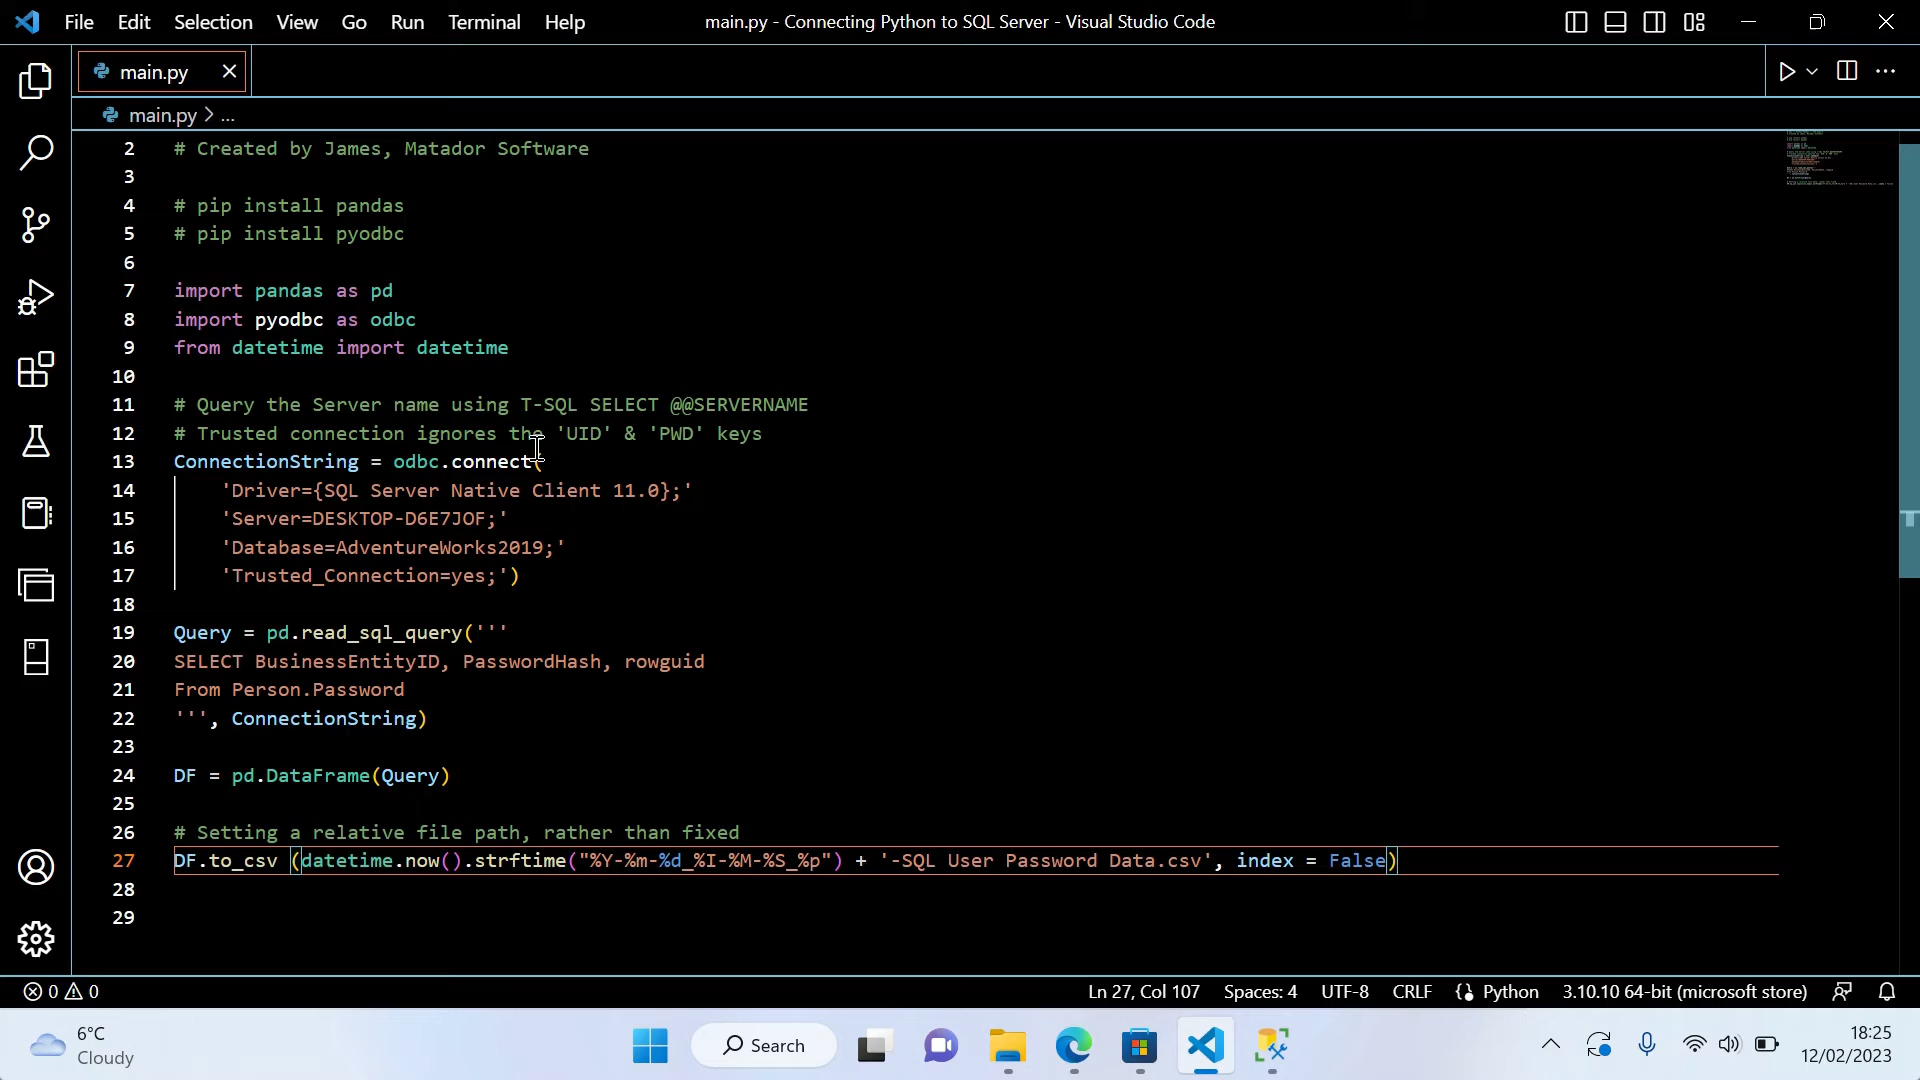 File Edit Selection View Go Run Terminal Help
main.py - Connecting Python to SQL Server - Visual Studio Code
main.py
main.py > ...
2 # Created by James, Matador Software
3
4 # pip install pandas
5 # pip install pyodbc
6
7 import pandas as pd
8 import pyodbc as odbc
9 from datetime import datetime
10
11 # Query the Server name using T-SQL SELECT @@SERVERNAME
12 # Trusted connection ignores the 'UID' & 'PWD' keys
13 ConnectionString = odbc.connect(
14 'Driver={SQL Server Native Client 11.0};'
15 'Server=DESKTOP-D6E7JOF;'
16 'Database=AdventureWorks2019;'
17 'Trusted_Connection=yes;')
18
19 Query = pd.read_sql_query('''
20 SELECT BusinessEntityID, PasswordHash, rowguid
21 From Person.Password
22 ''', ConnectionString)
23
24 DF = pd.DataFrame(Query)
25
26 # Setting a relative file path, rather than fixed
27 DF.to_csv (datetime.now().strftime("%Y-%m-%d_%I-%M-%S_%p") + '-SQL User Password Data.csv', index = False)
28
29
0 0 Ln 27, Col 107 Spaces: 4 UTF-8 CRLF {} Python 3.10.10 64-bit (microsoft store)
6°C
Cloudy
Search
18:25
12/02/2023